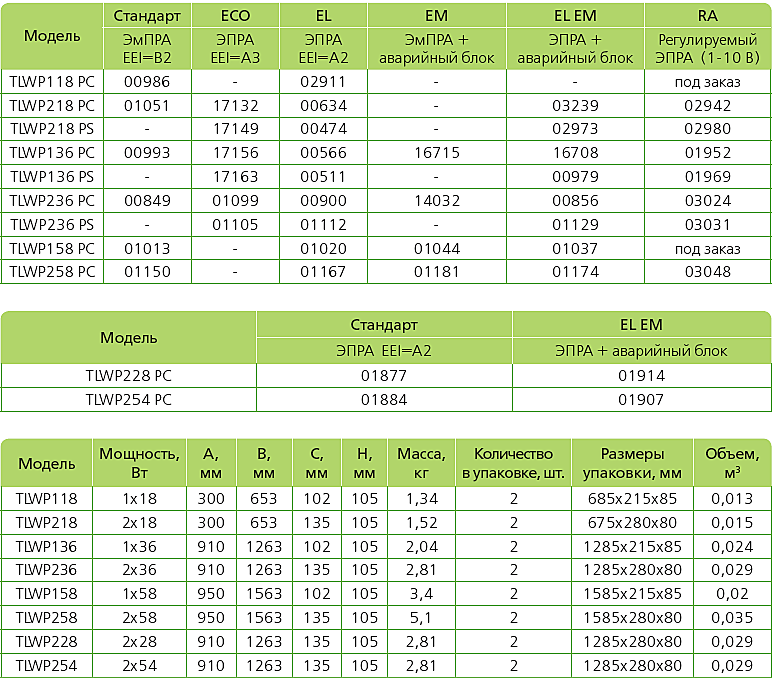 Модель Стандарт ECO EL EM EL EM RA
ЭмПРА EEI=B2 ЭПРА EEI=A3 ЭПРА EEI=A2 ЭмПРА + аварийный блок ЭПРА + аварийный блок Регулируемый ЭПРА (1-10 В)
TLWP118 PC 00986 - 02911 - - под заказ
TLWP218 PC 01051 17132 00634 - 03239 02942
TLWP218 PS - 17149 00474 - 02973 02980
TLWP136 PC 00993 17156 00566 16715 16708 01952
TLWP136 PS - 17163 00511 - 00979 01969
TLWP236 PC 00849 01099 00900 14032 00856 03024
TLWP236 PS - 01105 01112 - 01129 03031
TLWP158 PC 01013 - 01020 01044 01037 под заказ
TLWP258 PC 01150 - 01167 01181 01174 03048
Модель Стандарт EL EM
ЭПРА EEI=A2 ЭПРА + аварийный блок
TLWP228 PC 01877 01914
TLWP254 PC 01884 01907
Модель Мощность, Вт A, мм B, мм C, мм H, мм Масса, кг Количество в упаковке, шт. Размеры упаковки, мм Объем, м³
TLWP118 1x18 300 653 102 105 1,34 2 685x215x85 0,013
TLWP218 2x18 300 653 135 105 1,52 2 675x280x80 0,015
TLWP136 1x36 910 1263 102 105 2,04 2 1285x215x85 0,024
TLWP236 2x36 910 1263 135 105 2,81 2 1285x280x80 0,029
TLWP158 1x58 950 1563 102 105 3,4 2 1585x215x85 0,02
TLWP258 2x58 950 1563 135 105 5,1 2 1585x280x80 0,035
TLWP228 2x28 910 1263 135 105 2,81 2 1285x280x80 0,029
TLWP254 2x54 910 1263 135 105 2,81 2 1285x280x80 0,029